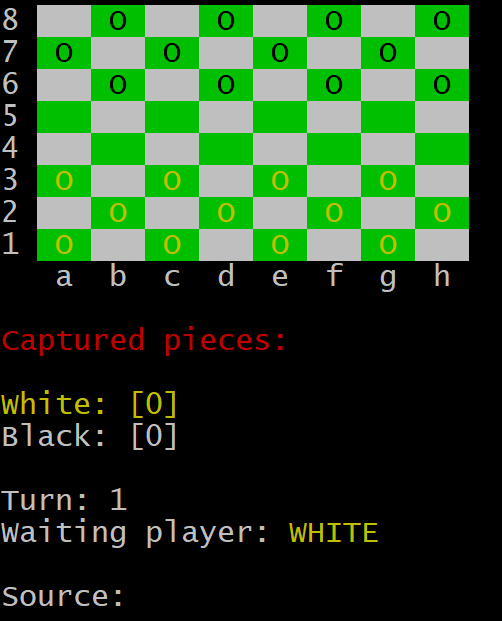 8 O O O O
7 O O O O
6 O O O O
5
4
3 O O O O
2 O O O O
1 O O O O
a b c d e f g h
Captured pieces:
White: [0]
Black: [0]
Turn: 1
Waiting player: WHITE
Source: